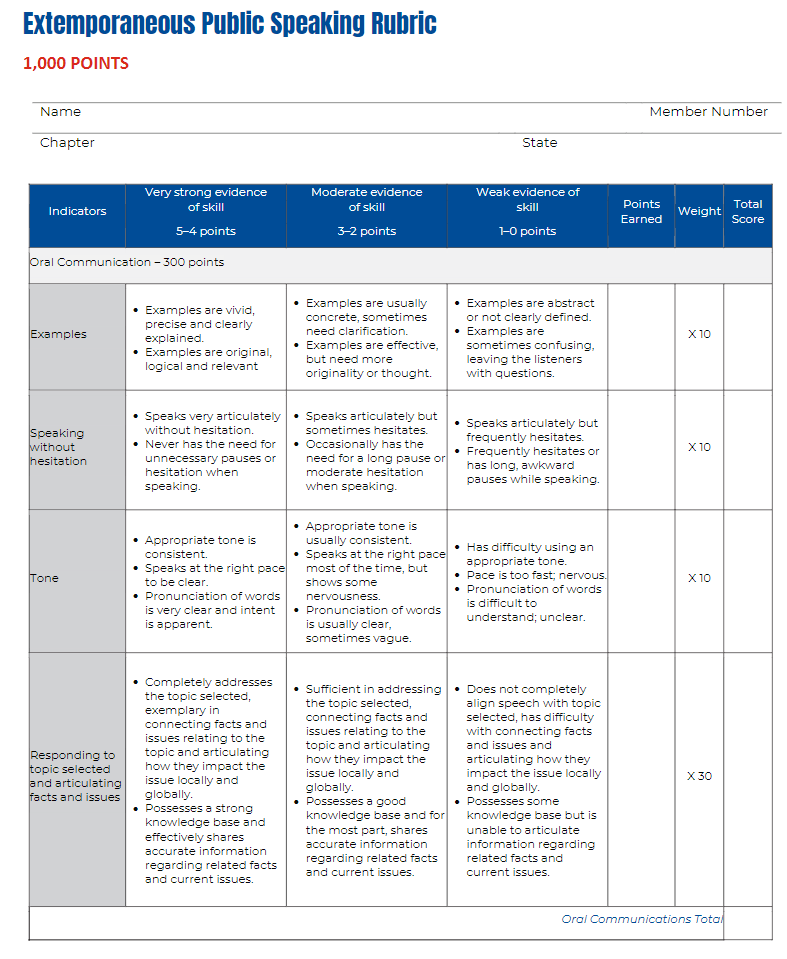 Extemporaneous Public Speaking Rubric
1,000 POINTS
Name Member Number
Chapter State
Indicators
Very strong evidence
of skill
5–4 points
Moderate evidence
of skill
3–2 points
Weak evidence of
skill
1–0 points
Points
Earned
Weight
Total
Score
Oral Communication – 300 points
Examples
• Examples are vivid,
precise and clearly
explained.
• Examples are original,
logical and relevant
• Examples are usually
concrete, sometimes
need clarification.
• Examples are effective,
but need more
originality or thought.
• Examples are abstract
or not clearly defined.
• Examples are
sometimes confusing,
leaving the listeners
with questions.
X 10
Speaking
without
hesitation
• Speaks very articulately
without hesitation.
• Never has the need for
unnecessary pauses or
hesitation when
speaking.
• Speaks articulately but
sometimes hesitates.
• Occasionally has the
need for a long pause or
moderate hesitation
when speaking.
• Speaks articulately but
frequently hesitates.
• Frequently hesitates or
has long, awkward
pauses while speaking.
X 10
Tone
• Appropriate tone is
consistent.
• Speaks at the right pace
to be clear.
• Pronunciation of words
is very clear and intent
is apparent.
• Appropriate tone is
usually consistent.
• Speaks at the right pace
most of the time, but
shows some
nervousness.
• Pronunciation of words
is usually clear,
sometimes vague.
• Has difficulty using an
appropriate tone.
• Pace is too fast; nervous.
• Pronunciation of words
is difficult to
understand; unclear.
X 10
Responding to
topic selected
and articulating
facts and issues
• Completely addresses
the topic selected,
exemplary in
connecting facts and
issues relating to the
topic and articulating
how they impact the
issue locally and
globally.
• Possesses a strong
knowledge base and
effectively shares
accurate information
regarding related facts
and current issues.
• Sufficient in addressing
the topic selected,
connecting facts and
issues relating to the
topic and articulating
how they impact the
issue locally and
globally.
• Possesses a good
knowledge base and for
the most part, shares
accurate information
regarding related facts
and current issues.
• Does not completely
align speech with topic
selected, has difficulty
with connecting facts
and issues and
articulating how they
impact the issue locally
and globally.
• Possesses some
knowledge base but is
unable to articulate
information regarding
related facts and
current issues.
X 30
Oral Communications Total